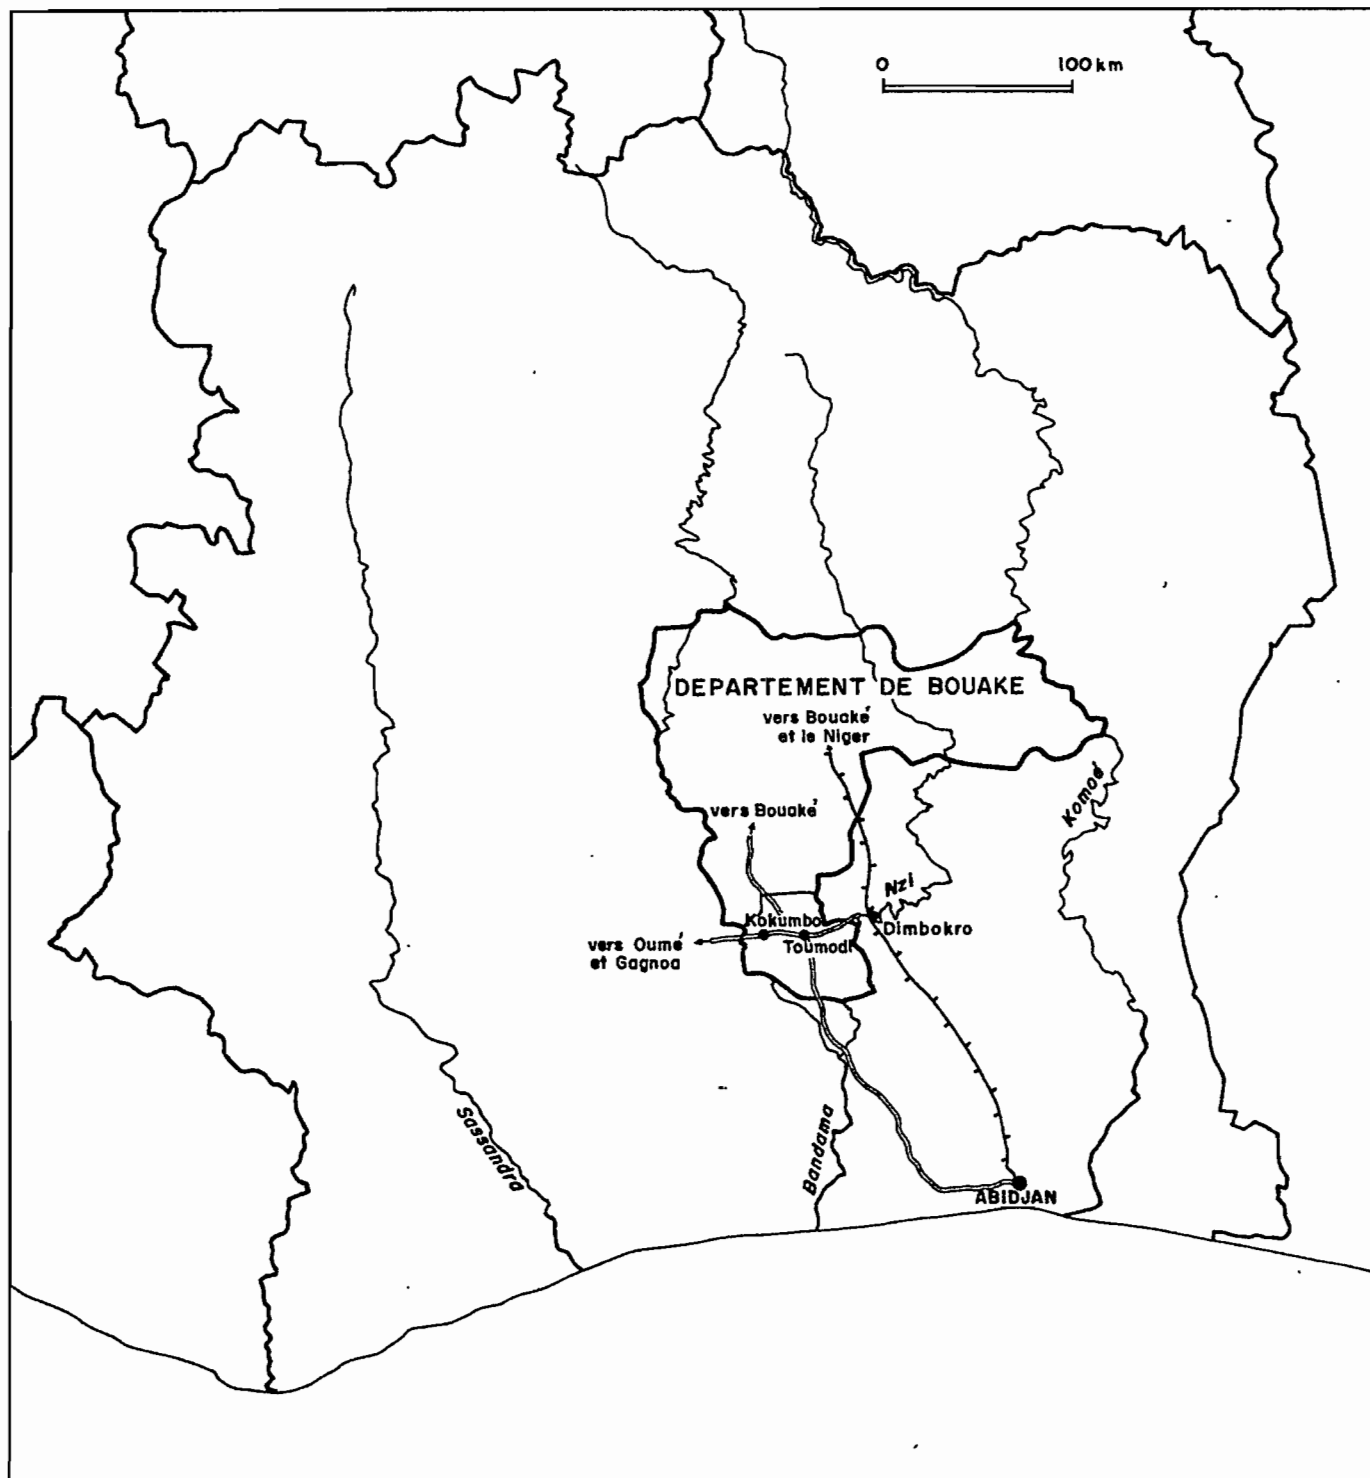 0 100 km
DEPARTEMENT DE BOUAKE
vers Bouaké
et le Niger
Komoé
vers Bouaké
Nzi
Kokumbo
Dimbokro
vers Oumé
et Gagnoa
Toumodi
Sassandra
Bandama
ABIDJAN